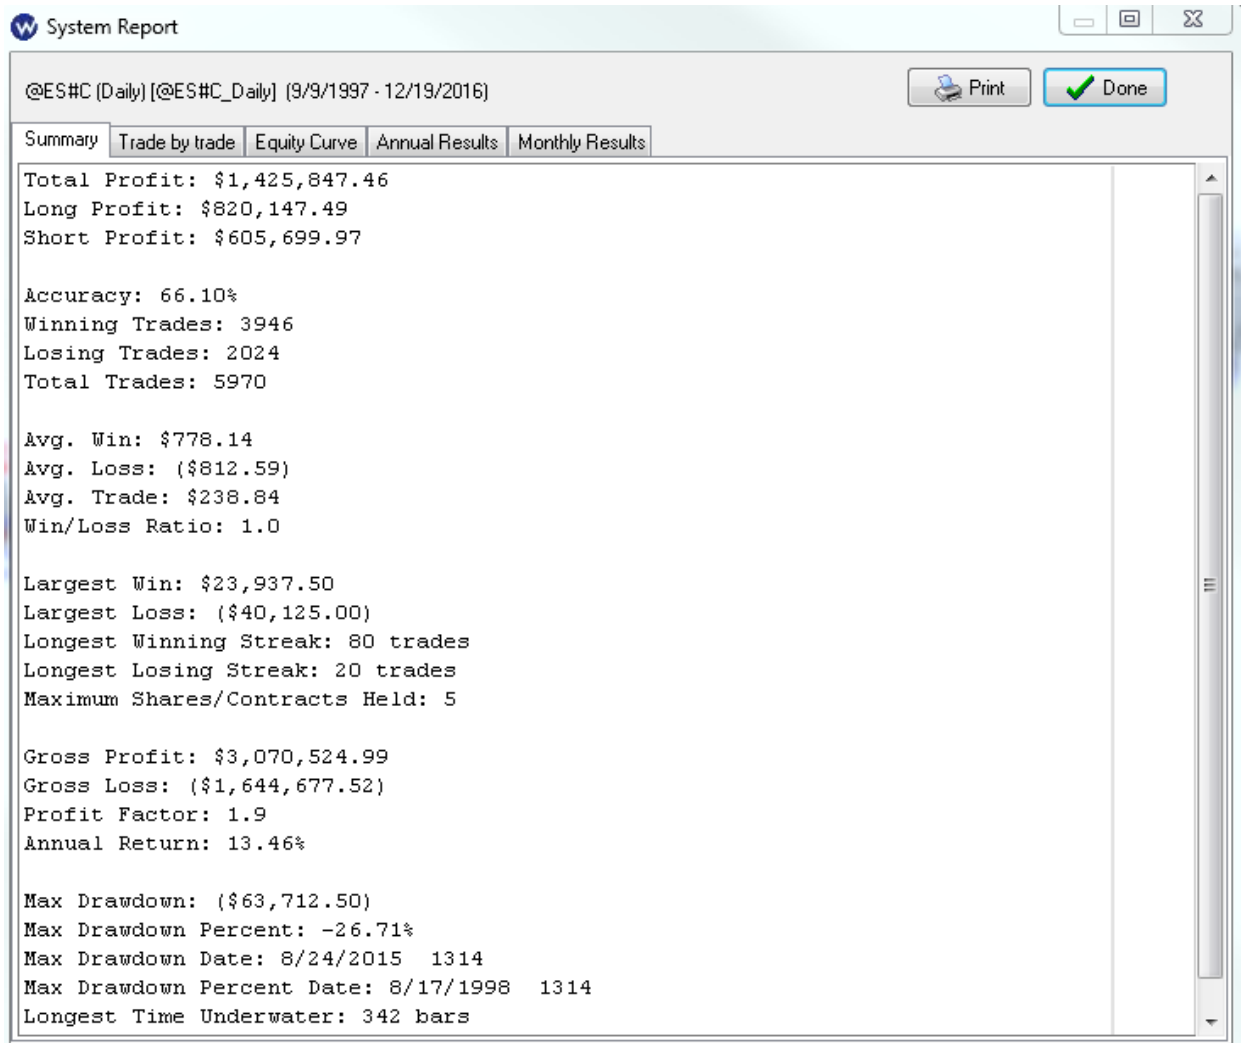 System Report
@ES#C (Daily) [@ES#C_Daily] (9/9/1997 - 12/19/2016)
Print
Done
Summary
Trade by trade
Equity Curve
Annual Results
Monthly Results
Total Profit: $1,425,847.46
Long Profit: $820,147.49
Short Profit: $605,699.97
Accuracy: 66.10%
Winning Trades: 3946
Losing Trades: 2024
Total Trades: 5970
Avg. Win: $778.14
Avg. Loss: ($812.59)
Avg. Trade: $238.84
Win/Loss Ratio: 1.0
Largest Win: $23,937.50
Largest Loss: ($40,125.00)
Longest Winning Streak: 80 trades
Longest Losing Streak: 20 trades
Maximum Shares/Contracts Held: 5
Gross Profit: $3,070,524.99
Gross Loss: ($1,644,677.52)
Profit Factor: 1.9
Annual Return: 13.46%
Max Drawdown: ($63,712.50)
Max Drawdown Percent: -26.71%
Max Drawdown Date: 8/24/2015 1314
Max Drawdown Percent Date: 8/17/1998 1314
Longest Time Underwater: 342 bars